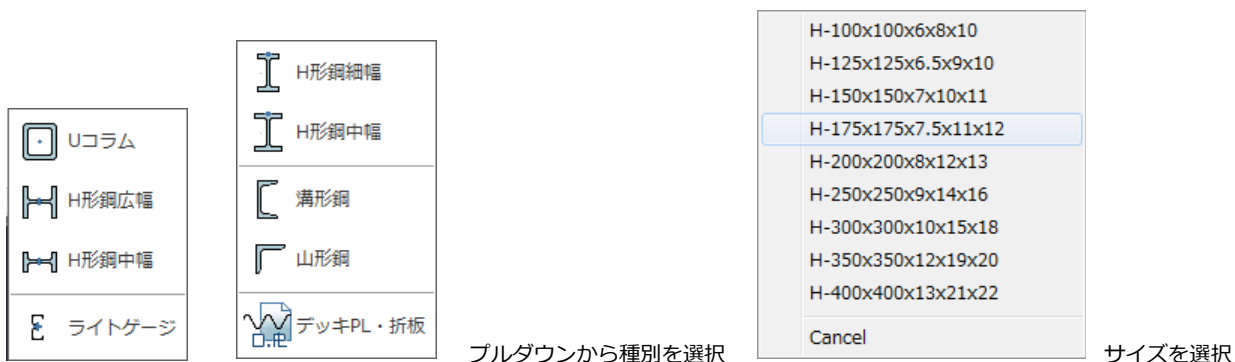 Uコラム
H形鋼広幅
H形鋼中幅
ライトゲージ
H形鋼細幅
H形鋼中幅
溝形鋼
山形鋼
デッキPL・折板
プルダウンから種別を選択
H-100x100x6x8x10
H-125x125x6.5x9x10
H-150x150x7x10x11
H-175x175x7.5x11x12
H-200x200x8x12x13
H-250x250x9x14x16
H-300x300x10x15x18
H-350x350x12x19x20
H-400x400x13x21x22
Cancel
サイズを選択